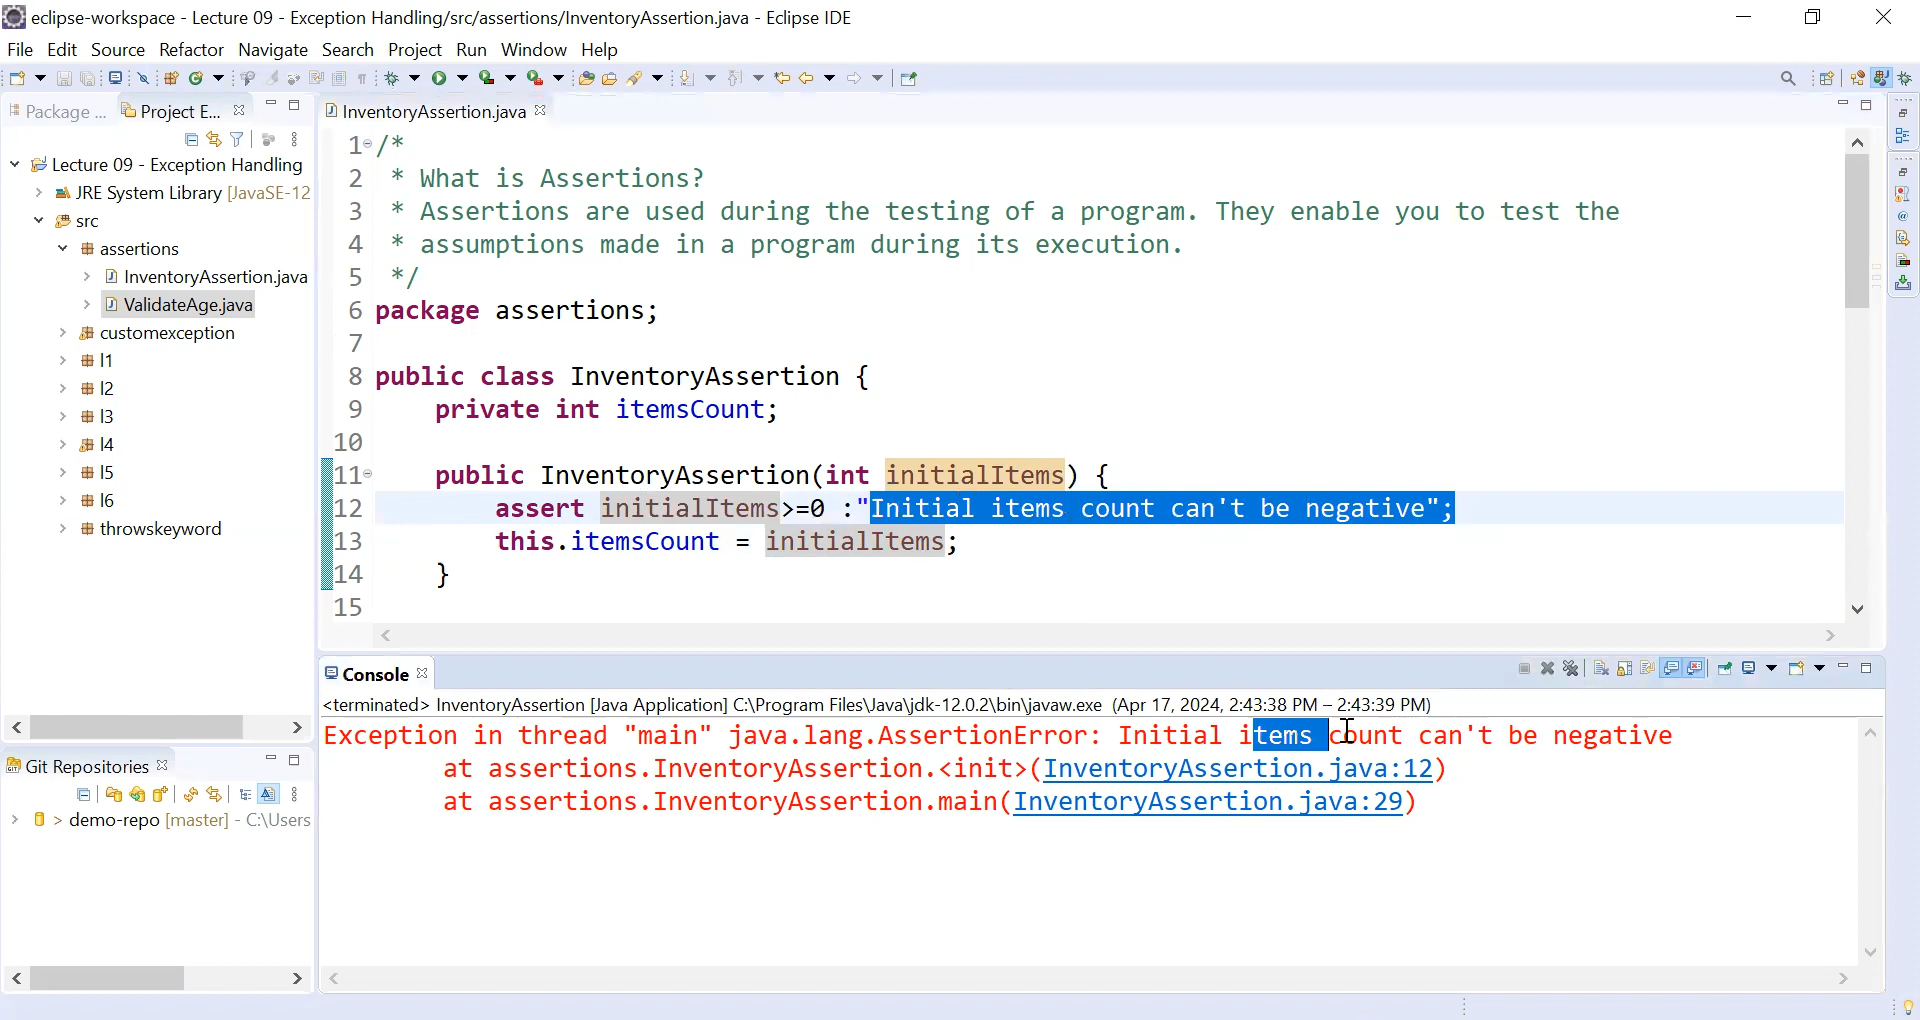 eclipse-workspace - Lecture 09 - Exception Handling/src/assertions/InventoryAssertion.java - Eclipse IDE
File Edit Source Refactor Navigate Search Project Run Window Help
Package ... Project E...
InventoryAssertion.java
Lecture 09 - Exception Handling
JRE System Library [JavaSE-12
src
assertions
InventoryAssertion.java
ValidateAge.java
customexception
l1
l2
l3
l4
l5
l6
throwskeyword
1 /*
2 * What is Assertions?
3 * Assertions are used during the testing of a program. They enable you to test the
4 * assumptions made in a program during its execution.
5 */
6 package assertions;
7
8 public class InventoryAssertion {
9 private int itemsCount;
10
11 public InventoryAssertion(int initialItems) {
12 assert initialItems>=0 :"Initial items count can't be negative";
13 this.itemsCount = initialItems;
14 }
15
Git Repositories
> demo-repo [master] - C:\Users
Console
<terminated> InventoryAssertion [Java Application] C:\Program Files\Java\jdk-12.0.2\bin\javaw.exe (Apr 17, 2024, 2:43:38 PM – 2:43:39 PM)
Exception in thread "main" java.lang.AssertionError: Initial items count can't be negative
at assertions.InventoryAssertion.<init>(InventoryAssertion.java:12)
at assertions.InventoryAssertion.main(InventoryAssertion.java:29)